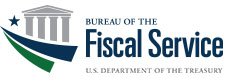 BUREAU OF THE
Fiscal Service
U.S. DEPARTMENT OF THE TREASURY